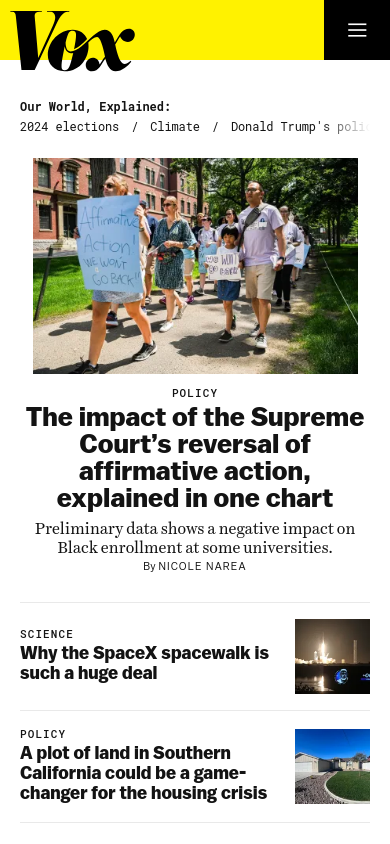 Vox
Our World, Explained:
2024 elections / Climate / Donald Trump's poli
Affirmative
Action!
WE WON'T
GO BACK"
POLICY
The impact of the Supreme
Court's reversal of
affirmative action,
explained in one chart
Preliminary data shows a negative impact on
Black enrollment at some universities.
By NICOLE NAREA
SCIENCE
Why the SpaceX spacewalk is
such a huge deal
POLICY
A plot of land in Southern
California could be a game-
changer for the housing crisis